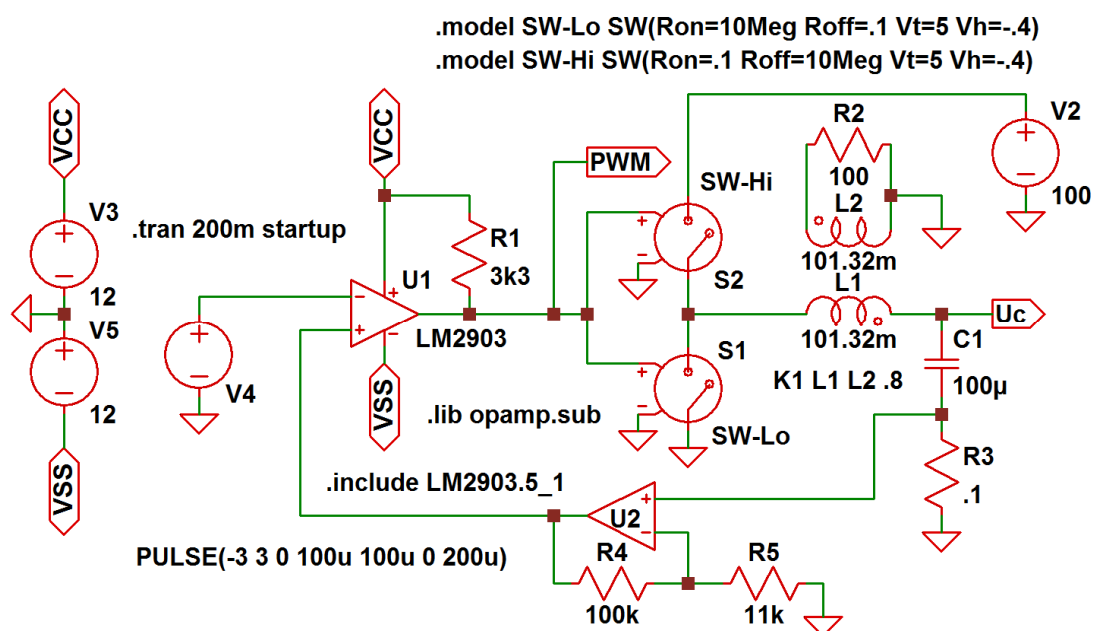 .model SW-Lo SW(Ron=10Meg Roff=.1 Vt=5 Vh=-.4)
.model SW-Hi SW(Ron=.1 Roff=10Meg Vt=5 Vh=-.4)
VCC
VCC
V3
12
V5
12
VSS
.tran 200m startup
R1
3k3
U1
LM2903
V4
VSS
.lib opamp.sub
PWM
SW-Hi
S2
S1
SW-Lo
R2
100
L2
101.32m
L1
101.32m
K1 L1 L2 .8
V2
100
Uc
C1
100µ
R3
.1
.include LM2903.5_1
U2
PULSE(-3 3 0 100u 100u 0 200u)
R4
100k
R5
11k